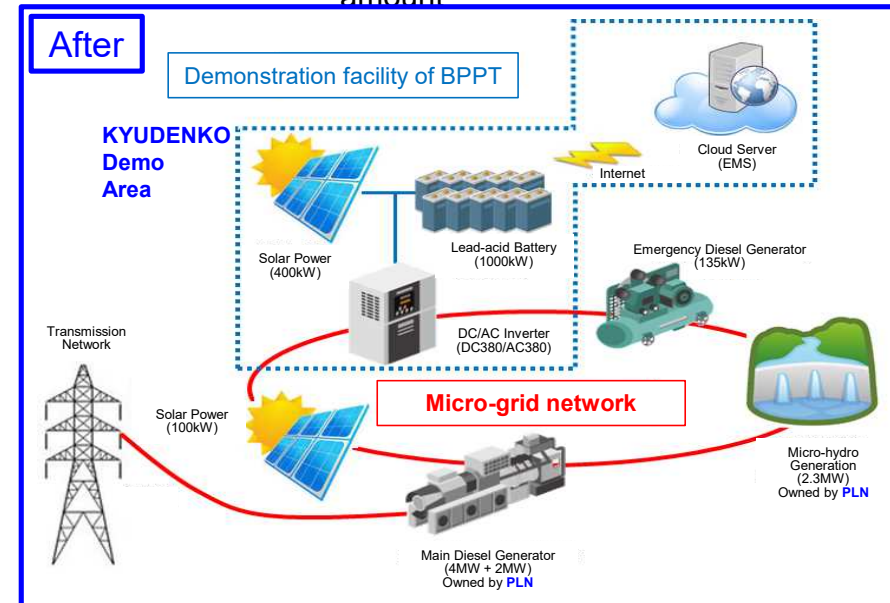 amount
After
Demonstration facility of BPPT
KYUDENKO
Demo
Area
Cloud Server
(EMS)
Internet
Solar Power
(400kW)
Lead-acid Battery
(1000kW)
Emergency Diesel Generator
(135kW)
DC/AC Inverter
(DC380/AC380)
Transmission
Network
Solar Power
(100kW)
Micro-grid network
Micro-hydro
Generation
(2.3MW)
Owned by PLN
Main Diesel Generator
(4MW + 2MW)
Owned by PLN